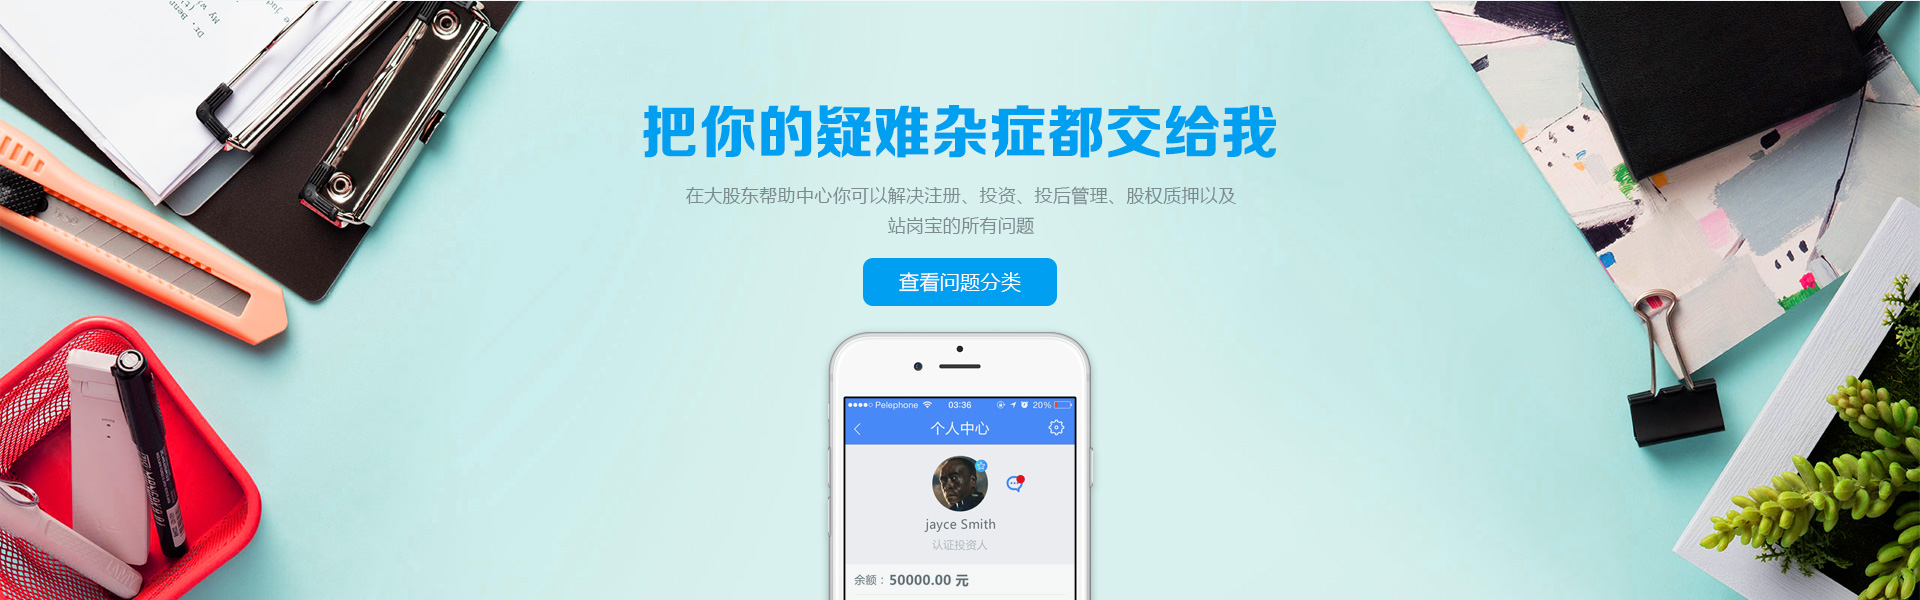 把你的疑难杂症都交给我
在大股东帮助中心你可以解决注册、投资、投后管理、股权质押以及
站岗宝的所有问题
查看问题分类
Pelephone 03:36 20%
个人中心
jayce Smith
认证投资人
余额：50000.00 元